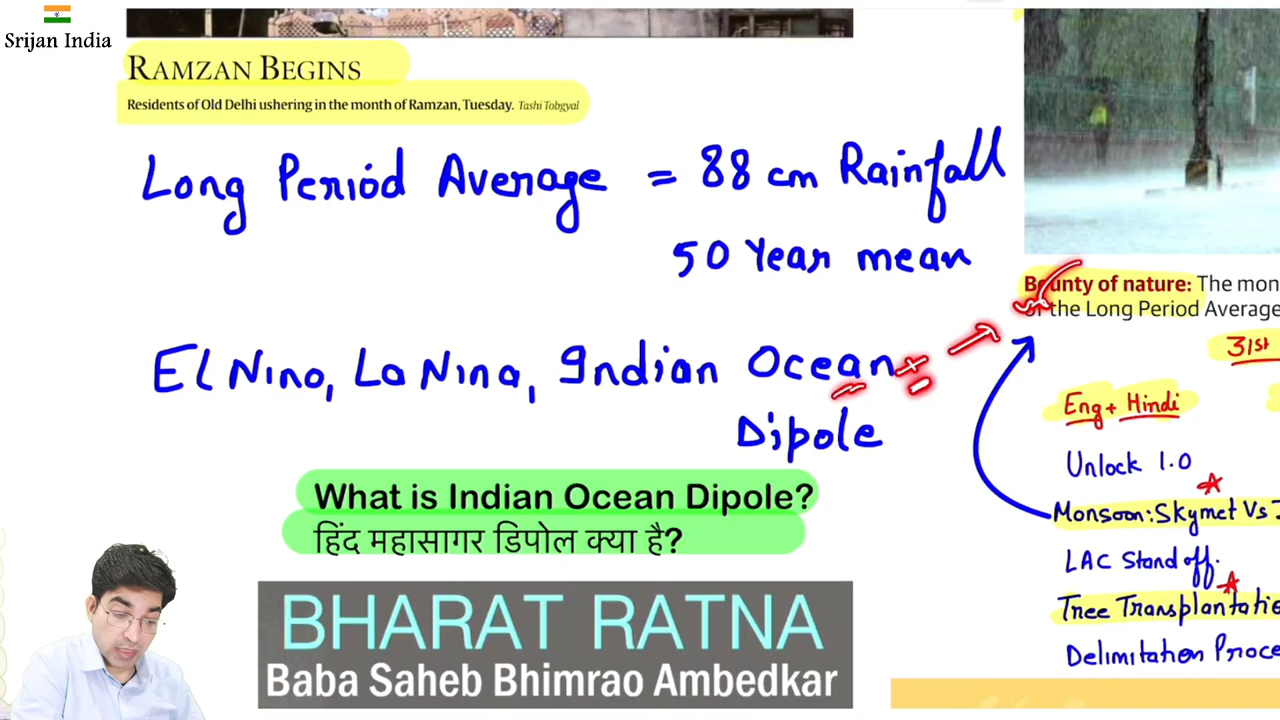 Srijan India
RAMZAN BEGINS
Residents of Old Delhi ushering in the month of Ramzan, Tuesday. Tashi Tobgyal
Long Period Average = 88 cm Rainfall
50 Year mean
El Nino, La Nina, Indian Ocean
Dipole
What is Indian Ocean Dipole?
हिंद महासागर डिपोल क्या है?
BHARAT RATNA
Baba Saheb Bhimrao Ambedkar
Bounty of nature: The mon
of the Long Period Average
31st
Eng + Hindi
Unlock 1.0
Monsoon: Skymet Vs
LAC Stand off.
Tree Transplantatio
Delimitation Proce